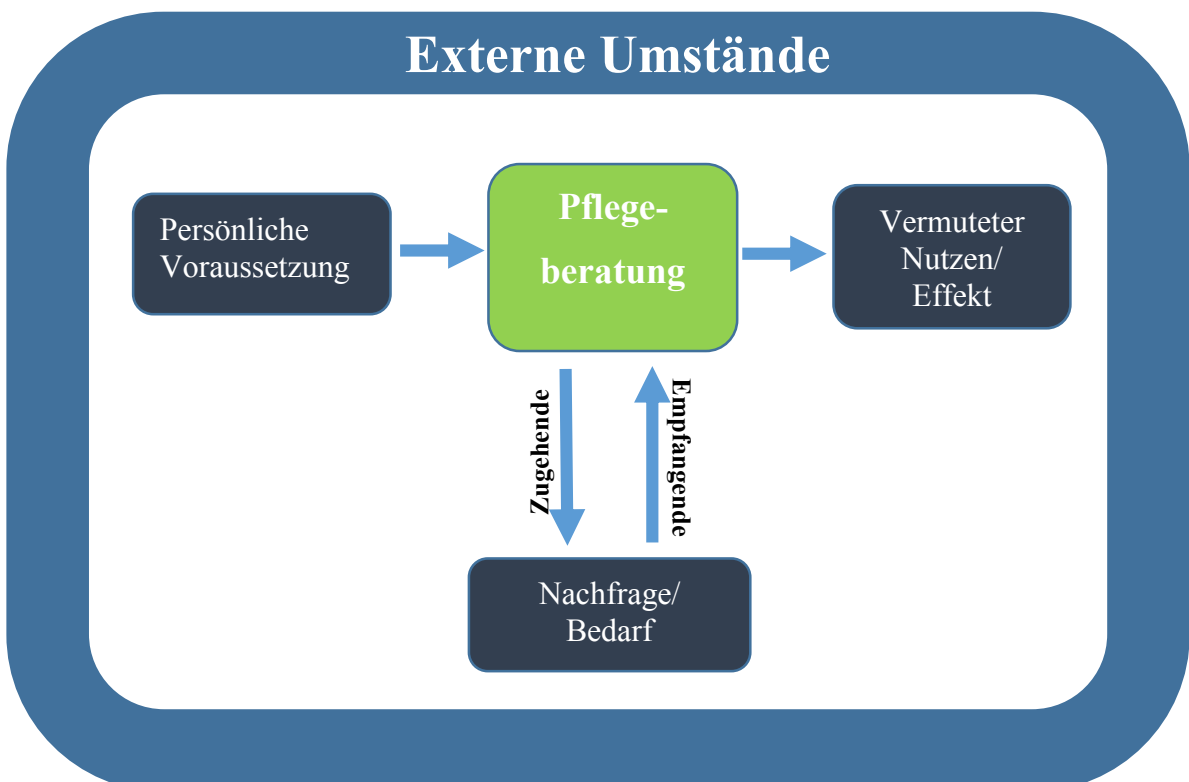 Externe Umstände
Persönliche
Voraussetzung
Pflege-
beratung
Vermuteter
Nutzen/
Effekt
Zugehende
Empfangende
Nachfrage/
Bedarf